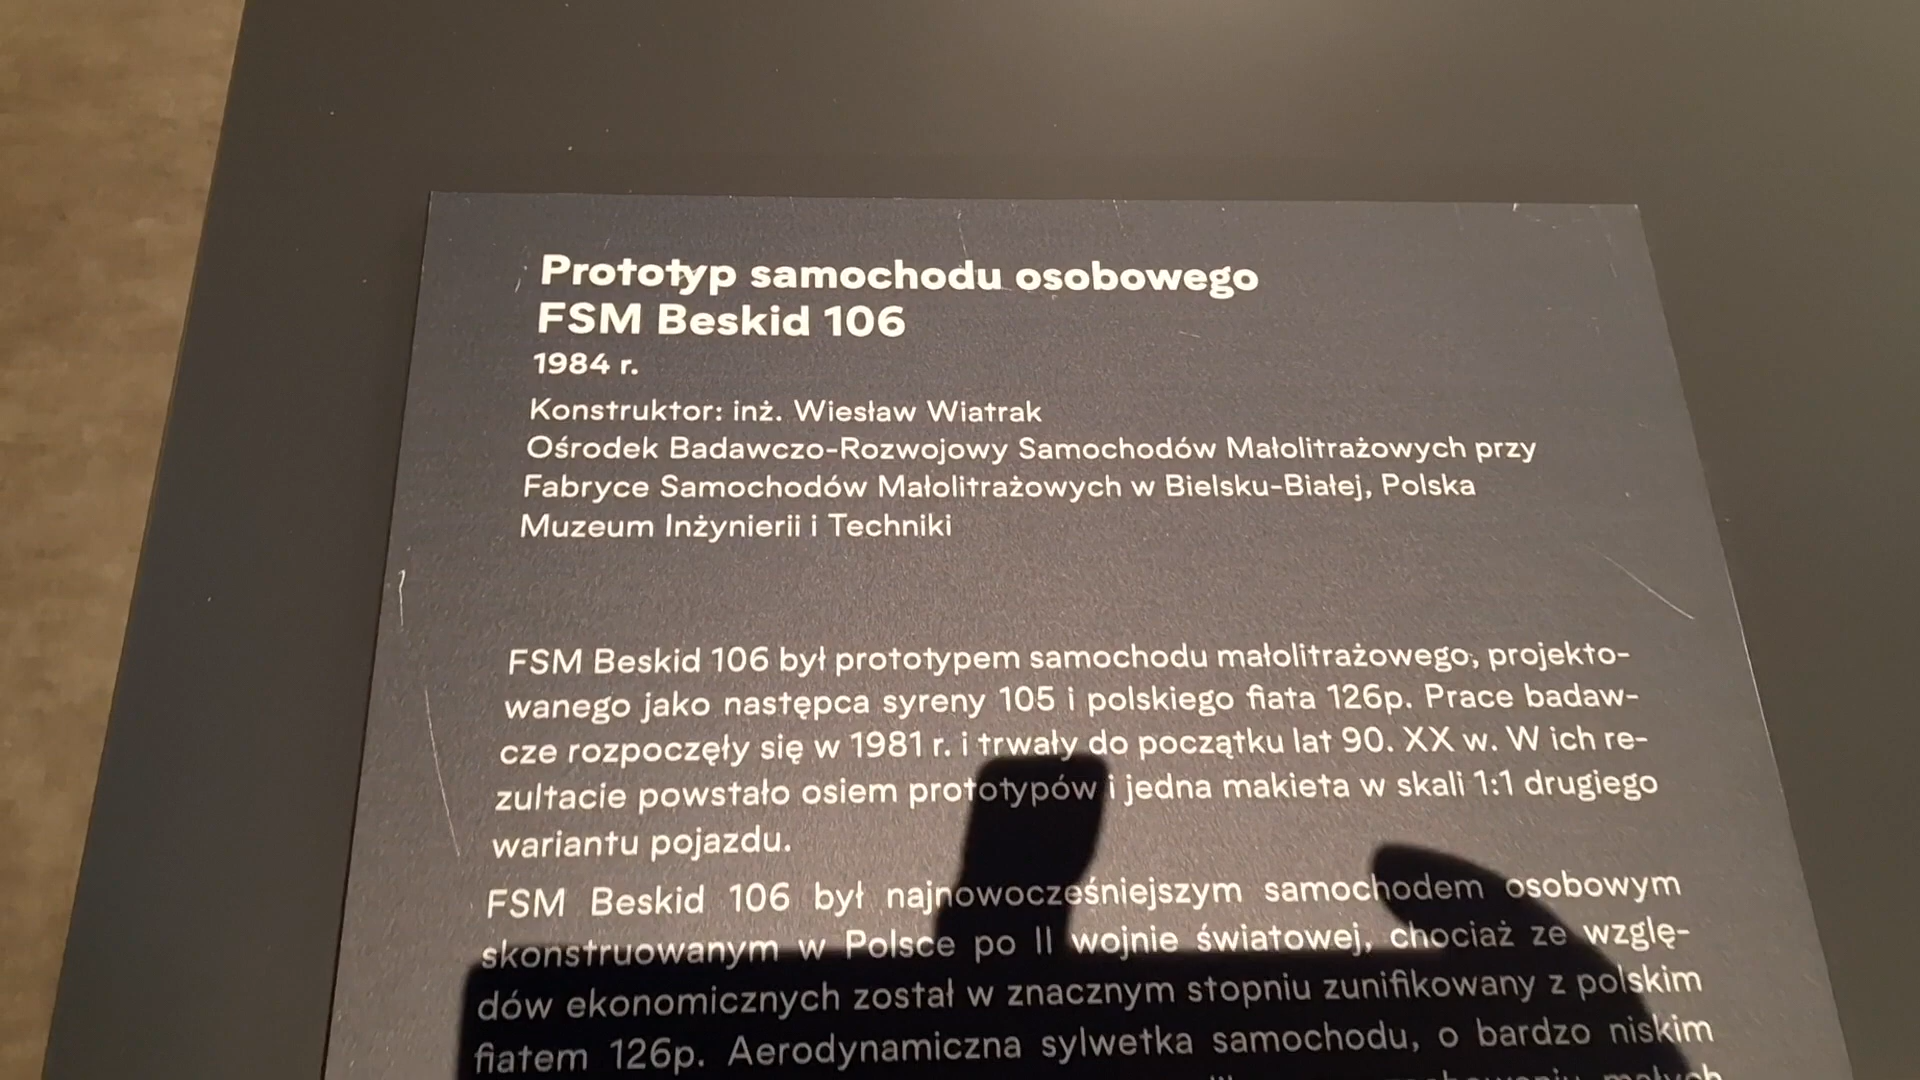 Prototyp samochodu osobowego
FSM Beskid 106
1984 r.
Konstruktor: inż. Wiesław Wiatrak
Ośrodek Badawczo-Rozwojowy Samochodów Małolitrażowych przy
Fabryce Samochodów Małolitrażowych w Bielsku-Białej, Polska
Muzeum Inżynierii i Techniki
FSM Beskid 106 był prototypem samochodu małolitrażowego, projekto-
wanego jako następca syreny 105 i polskiego fiata 126p. Prace badaw-
cze rozpoczęły się w 1981 r. i trwały do początku lat 90. XX w. W ich re-
zultacie powstało osiem prototypów i jedna makieta w skali 1:1 drugiego
wariantu pojazdu.
FSM Beskid 106 był najnowocześniejszym samochodem osobowym
skonstruowanym w Polsce po II wojnie światowej, chociaż ze wzglę-
dów ekonomicznych został w znacznym stopniu zunifikowany z polskim
fiatem 126p. Aerodynamiczna sylwetka samochodu, o bardzo niskim